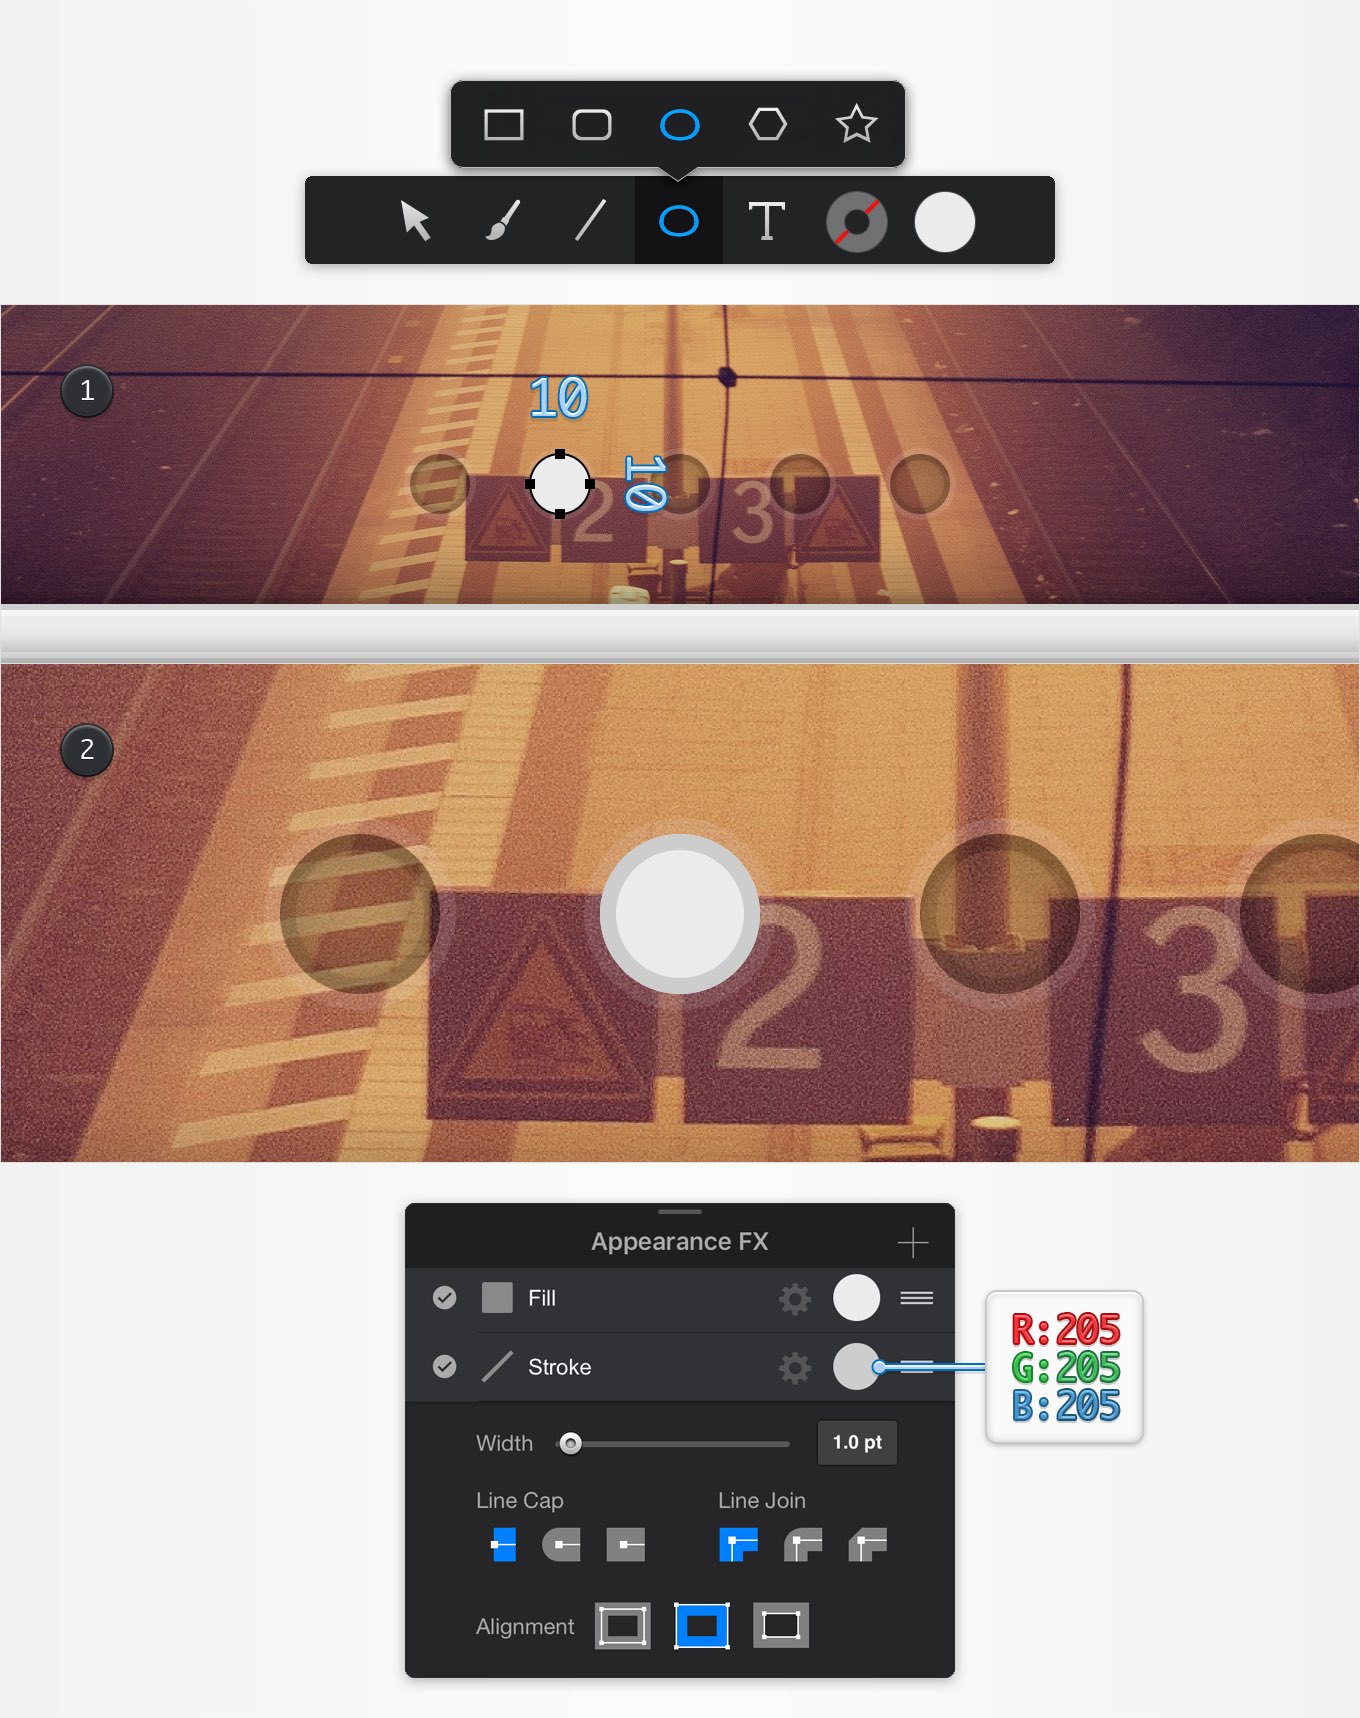 T
1
10
10
2 3
2
2 3
Appearance FX
Fill
Stroke
R:205
G:205
B:205
Width
1.0 pt
Line Cap Line Join
Alignment